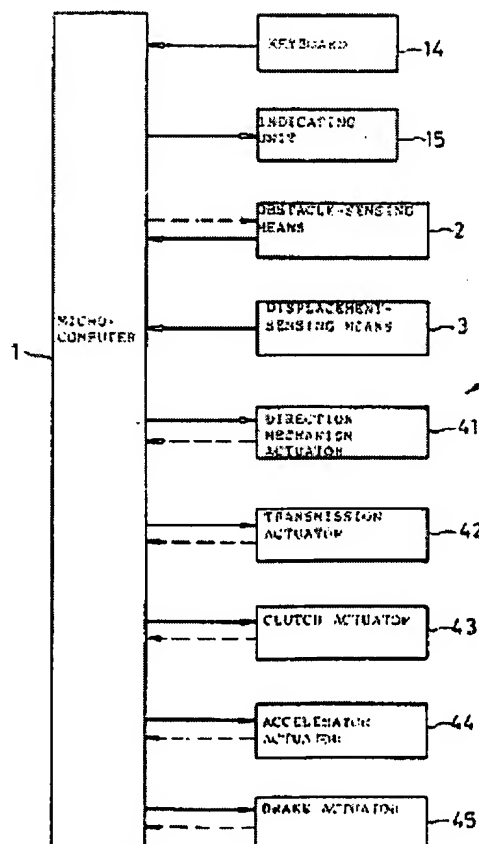 KEYBOARD
14
INDICATING
UNIT
15
OBSTACLE-SENSING
MEANS
2
DISPLACEMENT-
SENSING MEANS
3
MICRO-
COMPUTER
1
DIRECTION
MECHANISM
ACTUATOR
41
TRANSMISSION
ACTUATOR
42
CLUTCH ACTUATOR
43
ACCELERATOR
ACTUATOR
44
BRAKE ACTUATOR
45